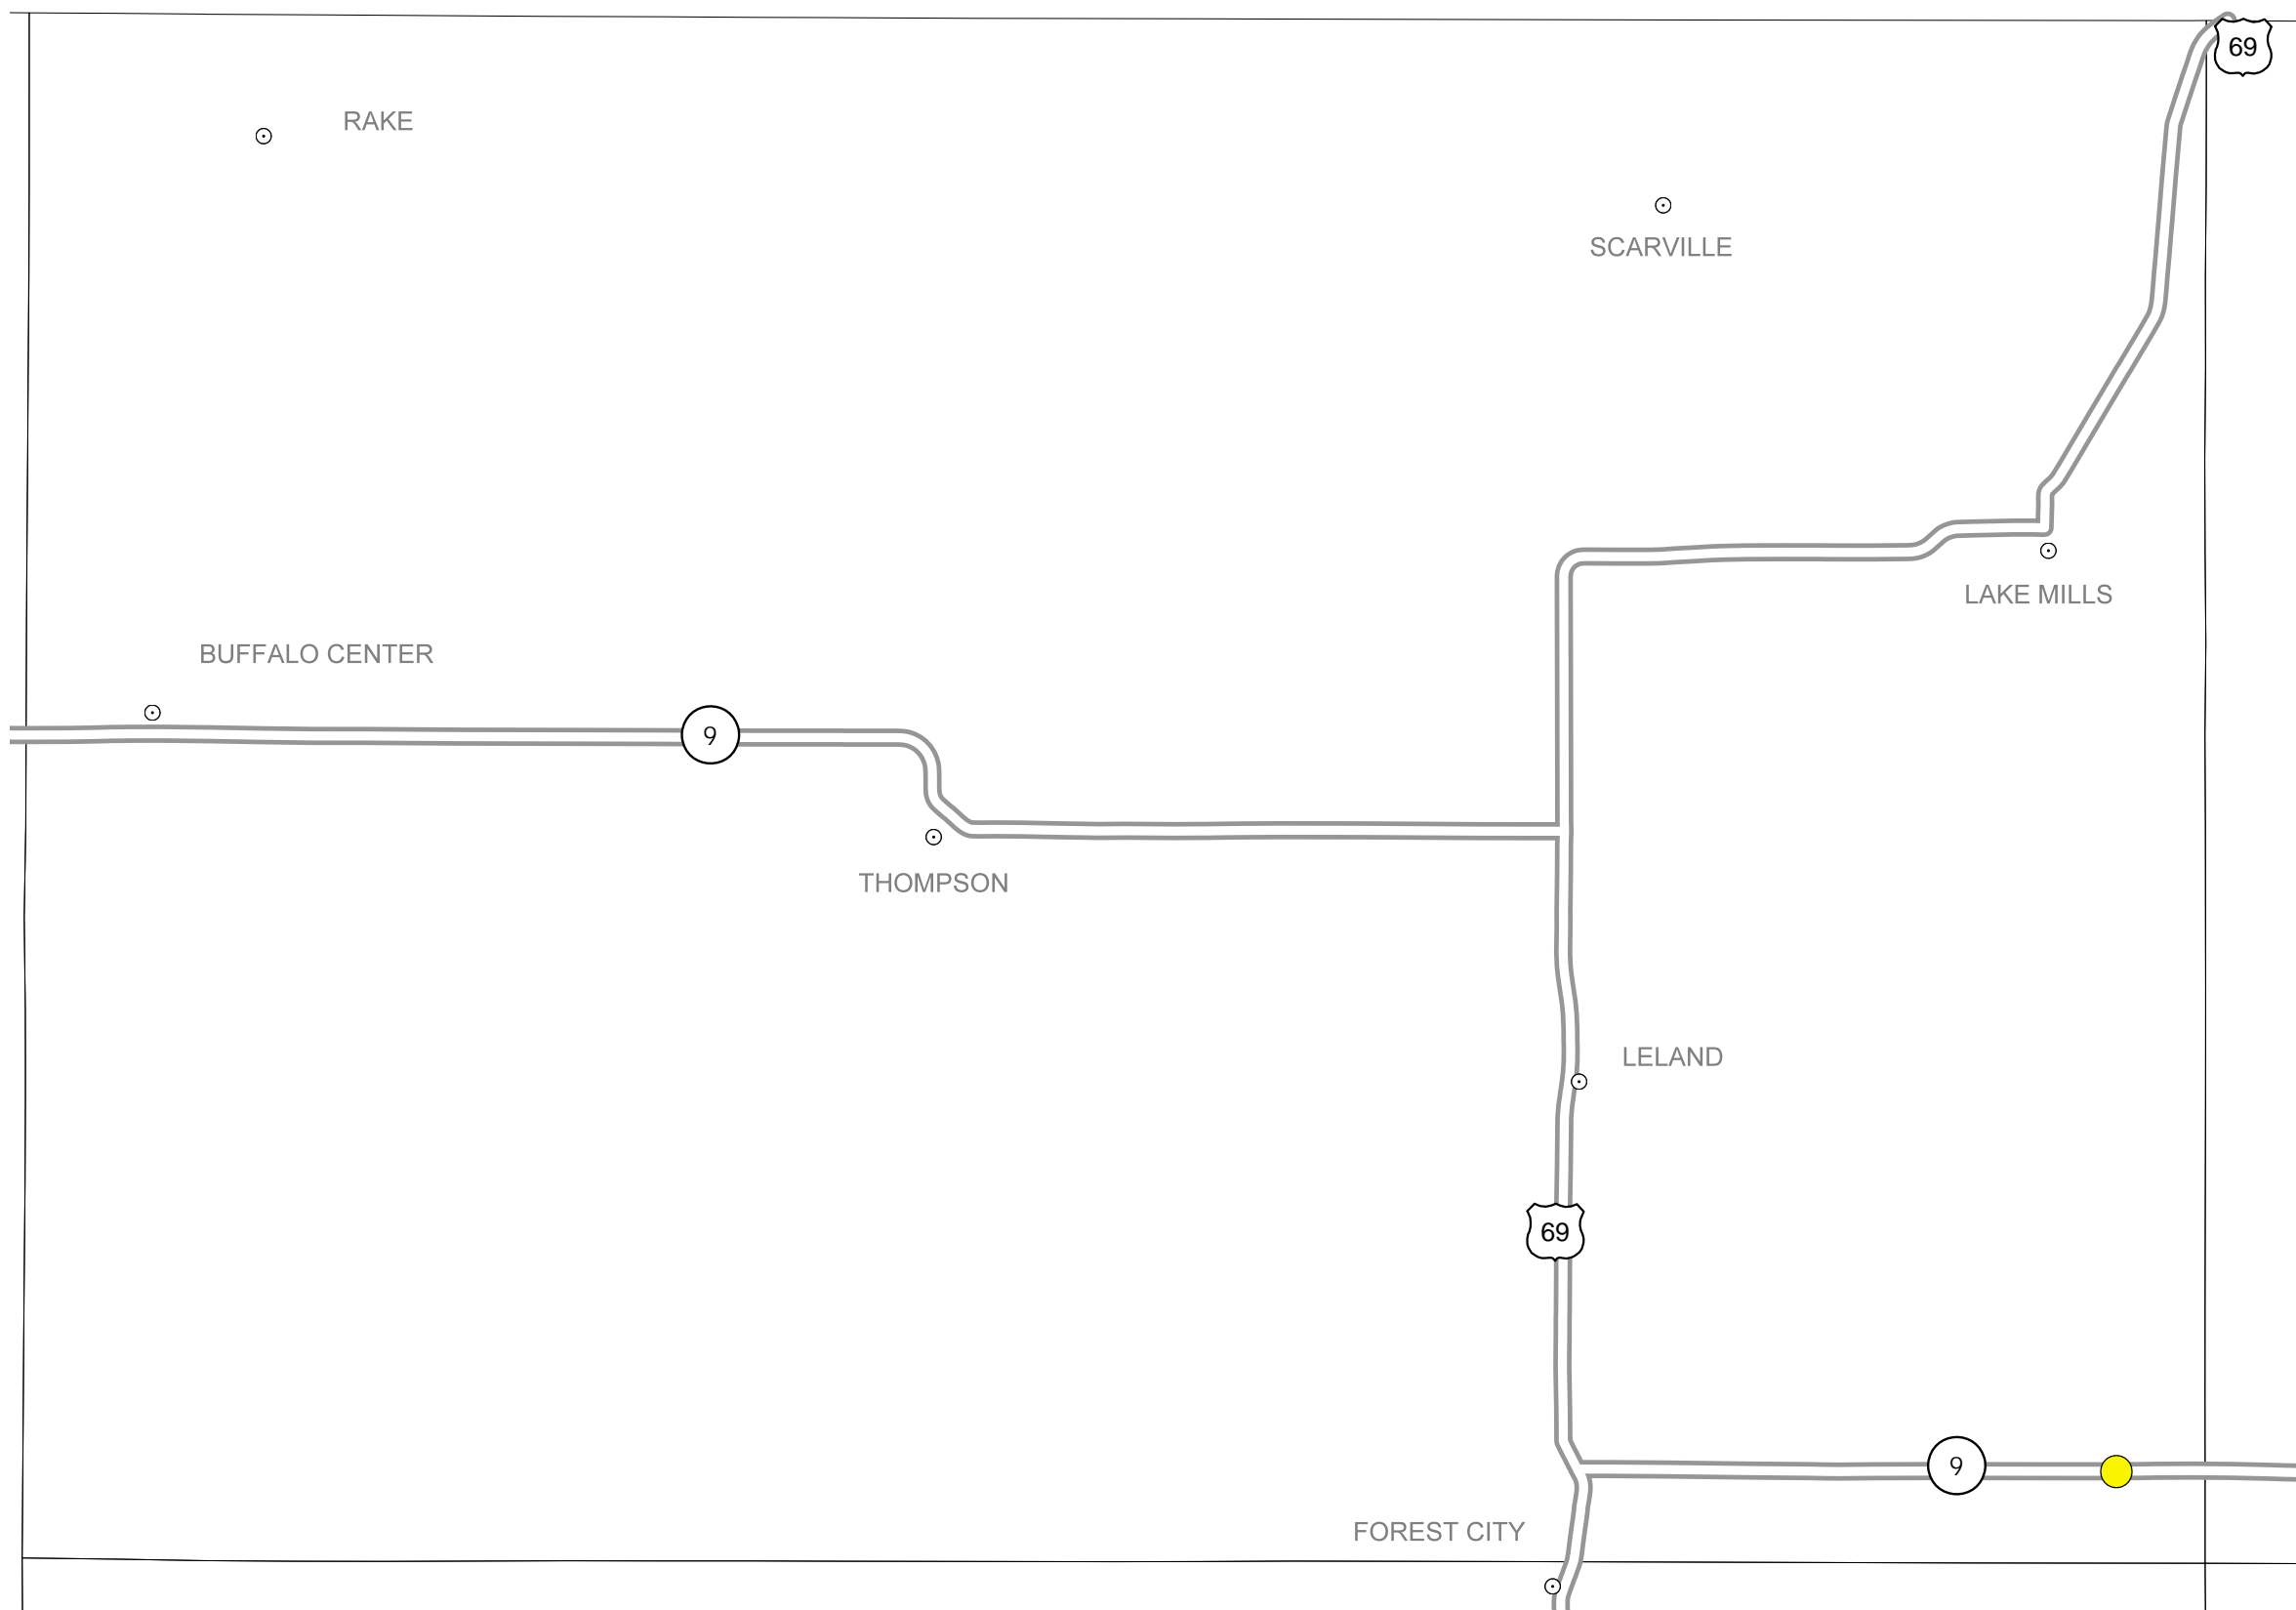 69
RAKE
SCARVILLE
LAKE MILLS
BUFFALO CENTER
9
THOMPSON
LELAND
69
9
FOREST CITY